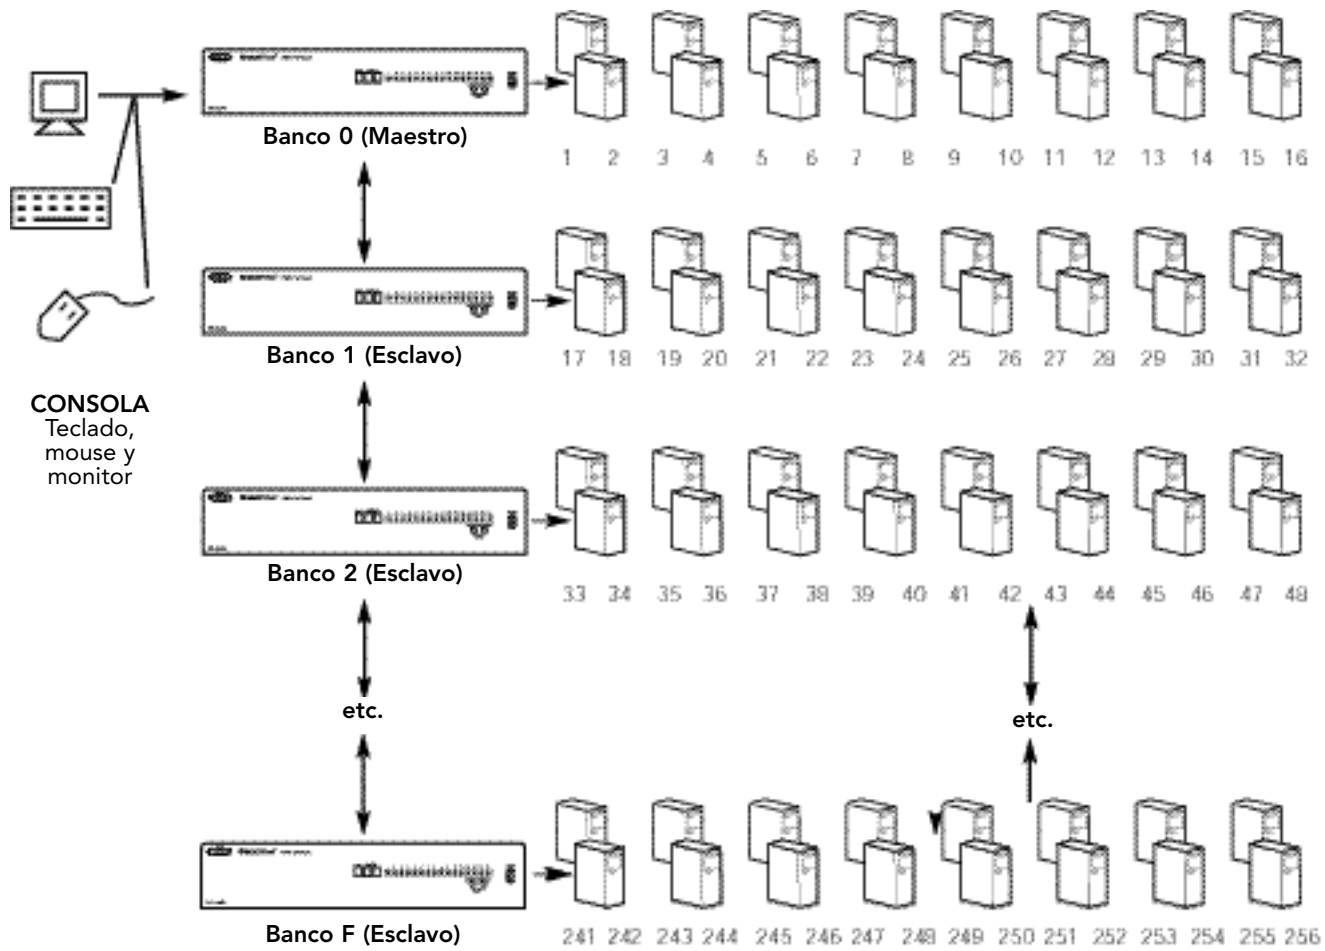 Banco 0 (Maestro)
1 2 3 4 5 6 7 8 9 10 11 12 13 14 15 16
Banco 1 (Esclavo)
17 18 19 20 21 22 23 24 25 26 27 28 29 30 31 32
CONSOLA
Teclado,
mouse y
monitor
Banco 2 (Esclavo)
33 34 35 36 37 38 39 40 41 42 43 44 45 46 47 48
etc.
etc.
Banco F (Esclavo)
241 242 243 244 245 246 247 248 249 250 251 252 253 254 255 256